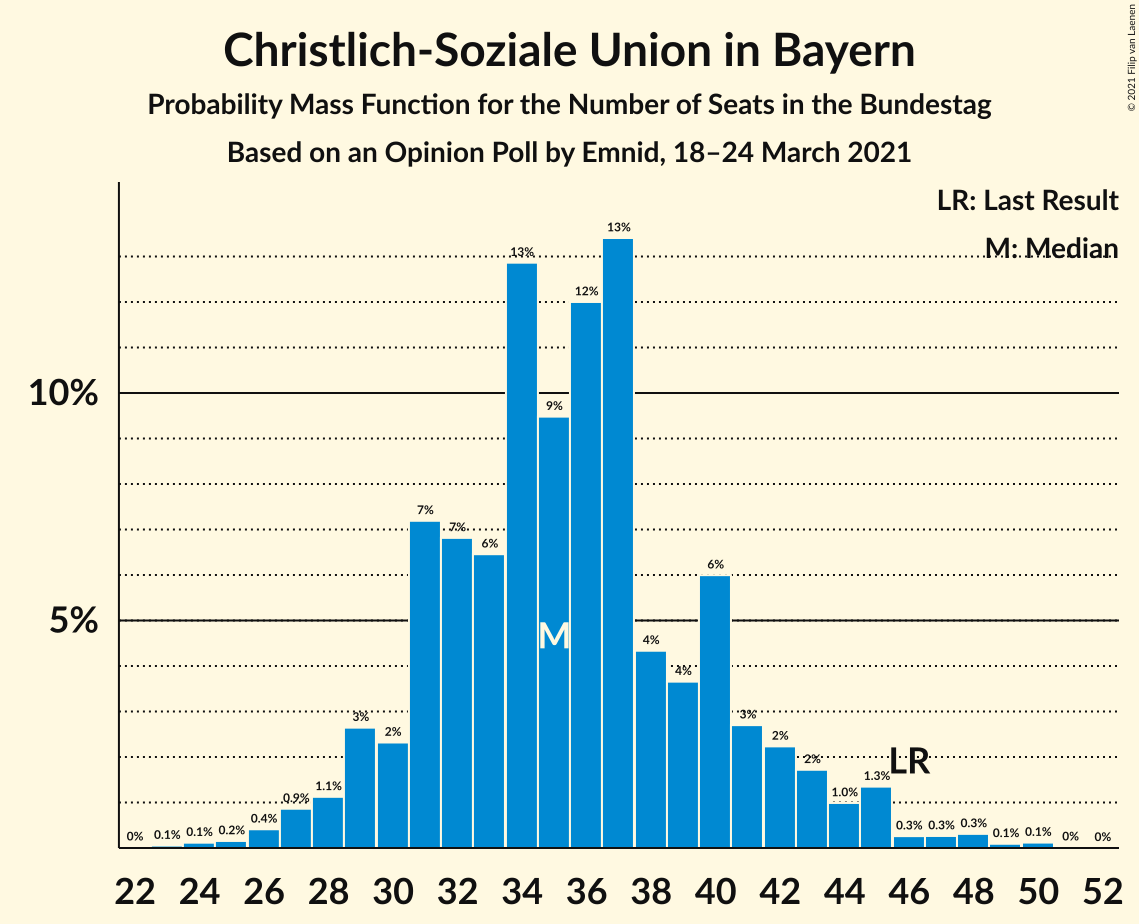 Christlich-Soziale Union in Bayern
Probability Mass Function for the Number of Seats in the Bundestag
Based on an Opinion Poll by Emnid, 18–24 March 2021
© 2021 Filip van Laenen
LR: Last Result
M: Median
10%
5%
0% 0.1% 0.1% 0.2% 0.4% 0.9% 1.1% 3% 2% 7% 7% 6% 13% 9% 12% 13% 4% 4% 6% 3% 2% 2% 1.0% 1.3% 0.3% 0.3% 0.3% 0.1% 0.1% 0% 0%
M
LR
22 24 26 28 30 32 34 36 38 40 42 44 46 48 50 52